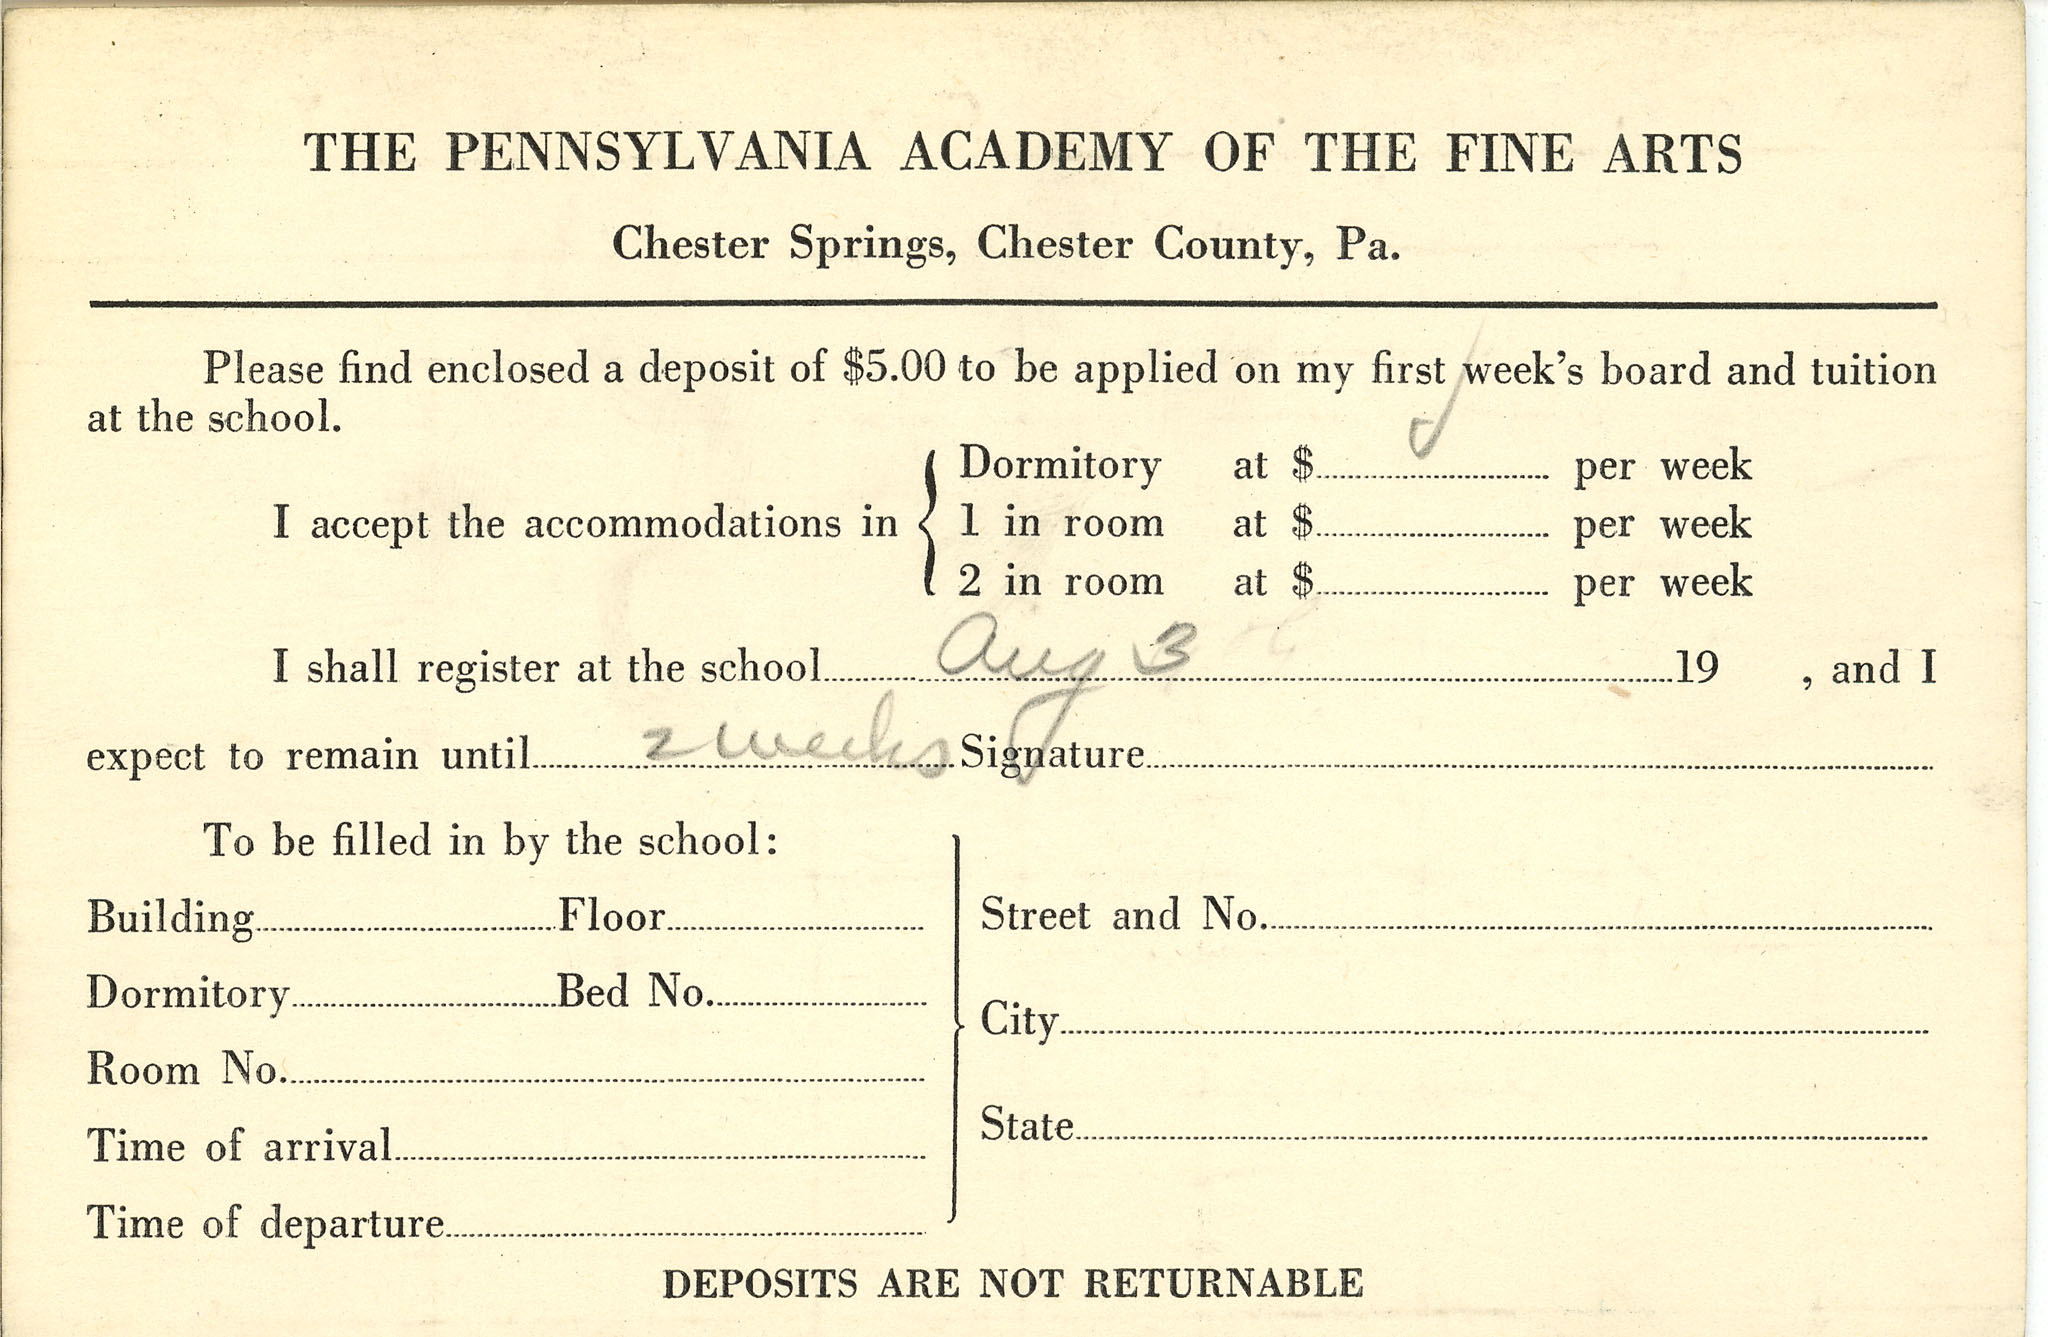 THE PENNSYLVANIA ACADEMY OF THE FINE ARTS
Chester Springs, Chester County, Pa.
Please find enclosed a deposit of $5.00 to be applied on my first week's board and tuition
at the school.
Dormitory at $ per week
I accept the accommodations in 1 in room at $ per week
2 in room at $ per week
I shall register at the school Aug 3 19 , and I
expect to remain until 2 weeks Signature
To be filled in by the school:
Building Floor Street and No.
Dormitory Bed No.
City
Room No.
State
Time of arrival
Time of departure
DEPOSITS ARE NOT RETURNABLE